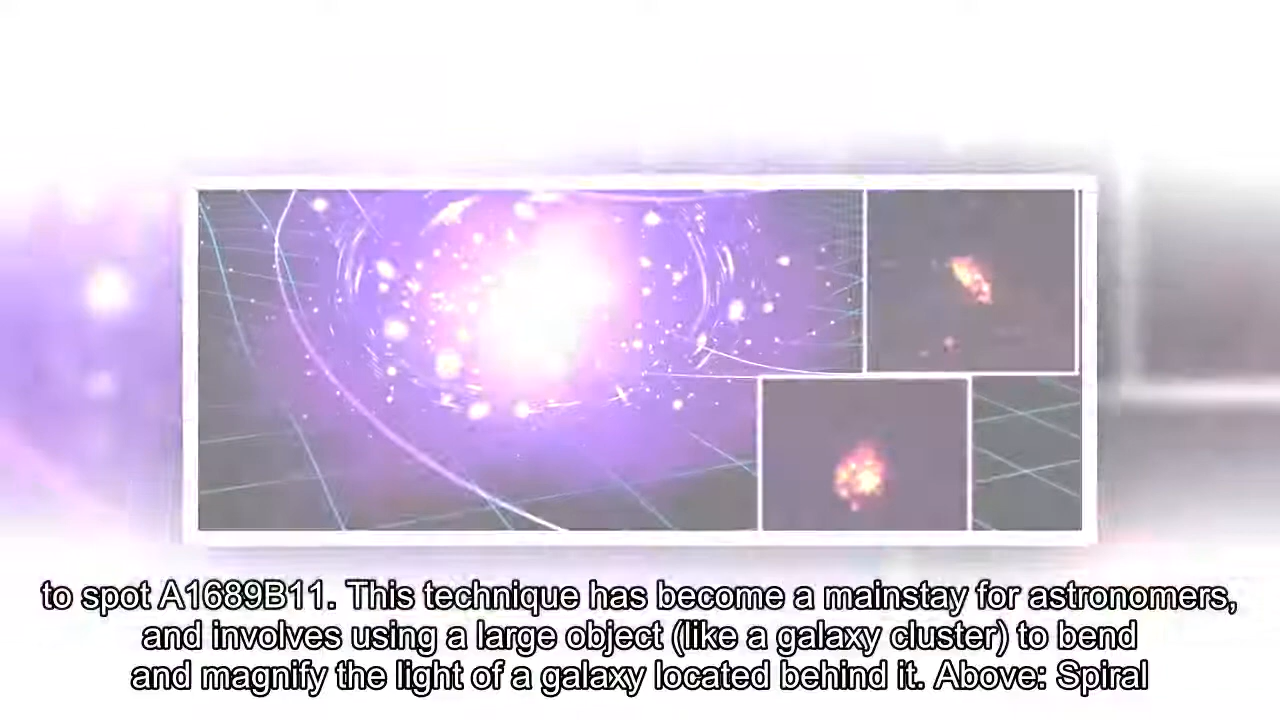 to spot A1689B11. This technique has become a mainstay for astronomers,
and involves using a large object (like a galaxy cluster) to bend
and magnify the light of a galaxy located behind it. Above: Spiral